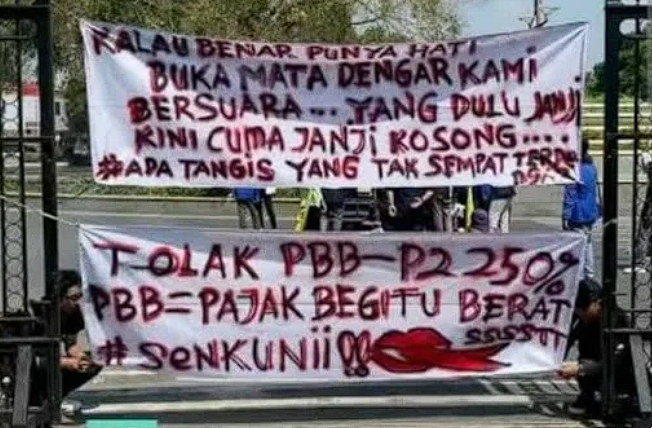 KALAU BENAR PUNYA HATI
BUKA MATA DENGAR KAMI
BERSUARA... YANG DULU JANJI
KINI CUMA JANJI KOSONG....
#ADA TANGIS YANG TAK SEMPAT
TOLAK PBB-P2 250%
PBB=PAJAK BEGITU BERAT
SSSSTT
#SENKUNII!!